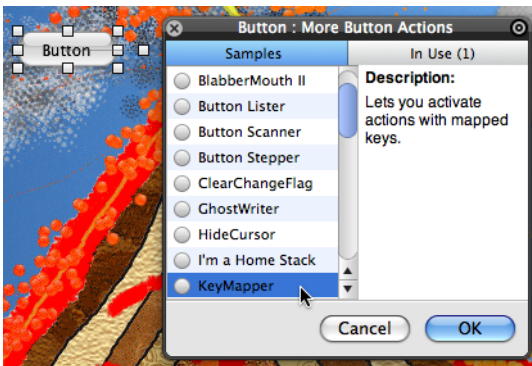 Button
Button : More Button Actions
Samples
In Use (1)
BlabberMouth II
Button Lister
Button Scanner
Button Stepper
ClearChangeFlag
GhostWriter
HideCursor
I'm a Home Stack
KeyMapper
Description:
Lets you activate
actions with mapped
keys.
Cancel
OK